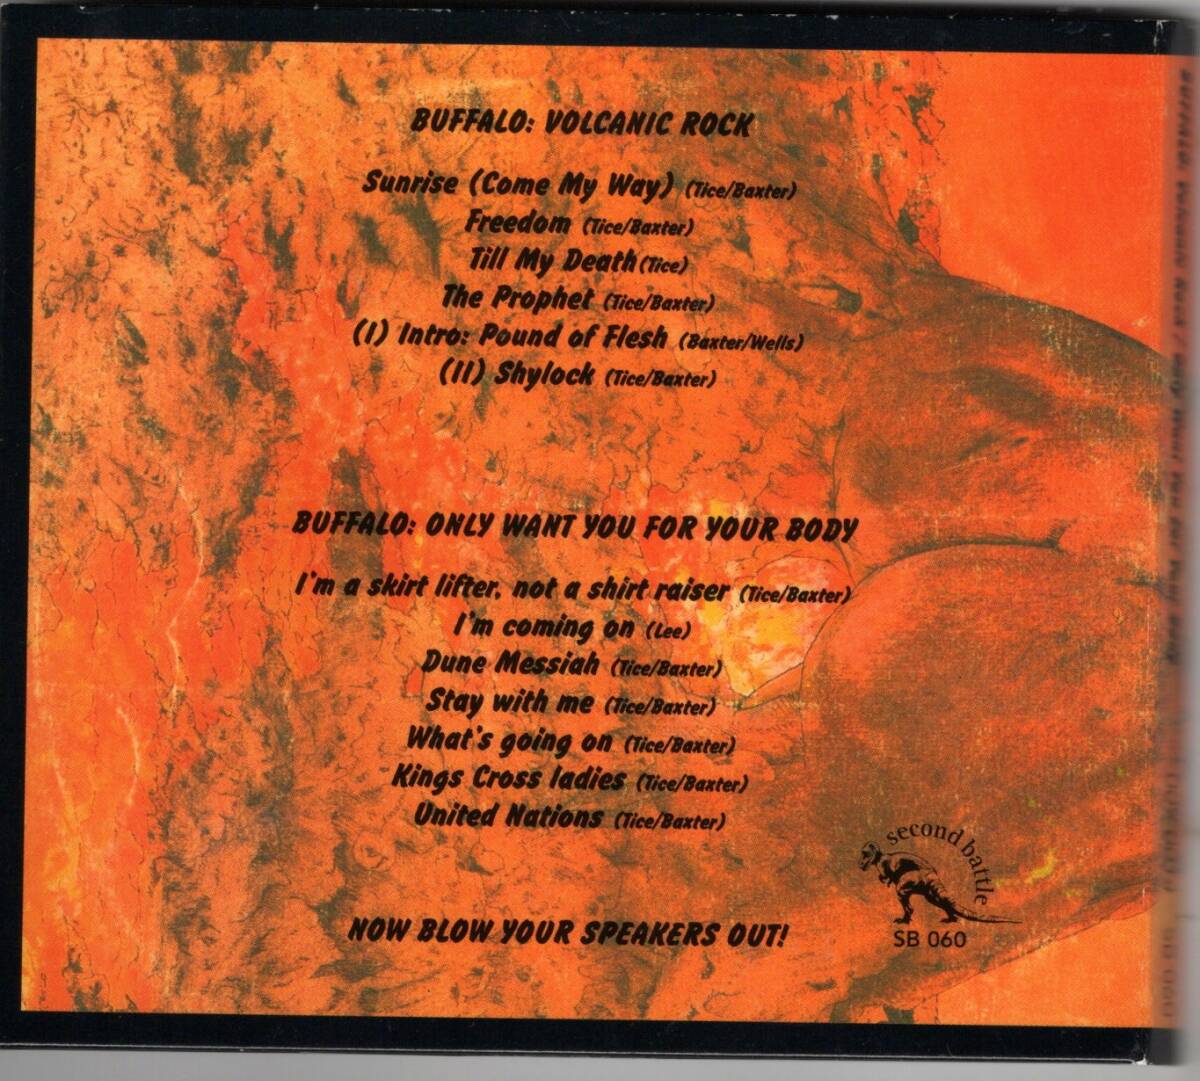 BUFFALO: VOLCANIC ROCK
Sunrise (Come My Way) (Tice/Baxter)
Freedom (Tice/Baxter)
Till My Death (Tice)
The Prophet (Tice/Baxter)
(I) Intro: Pound of Flesh (Baxter/Wells)
(II) Shylock (Tice/Baxter)
BUFFALO: ONLY WANT YOU FOR YOUR BODY
I'm a skirt lifter, not a shirt raiser (Tice/Baxter)
I'm coming on (Lee)
Dune Messiah (Tice/Baxter)
Stay with me (Tice/Baxter)
What's going on (Tice/Baxter)
Kings Cross ladies (Tice/Baxter)
United Nations (Tice/Baxter)
NOW BLOW YOUR SPEAKERS OUT!
second battle
SB 060